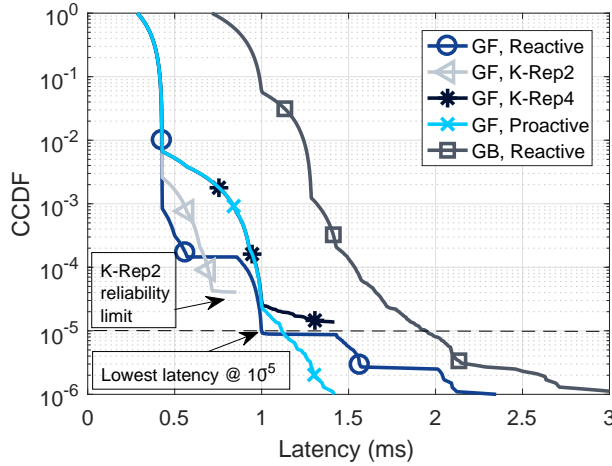 10^0
10^-1
10^-2
10^-3
10^-4
10^-5
10^-6
CCDF
GF, Reactive
GF, K-Rep2
GF, K-Rep4
GF, Proactive
GB, Reactive
K-Rep2
reliability
limit
Lowest latency @ 10^5
0 0.5 1 1.5 2 2.5 3
Latency (ms)